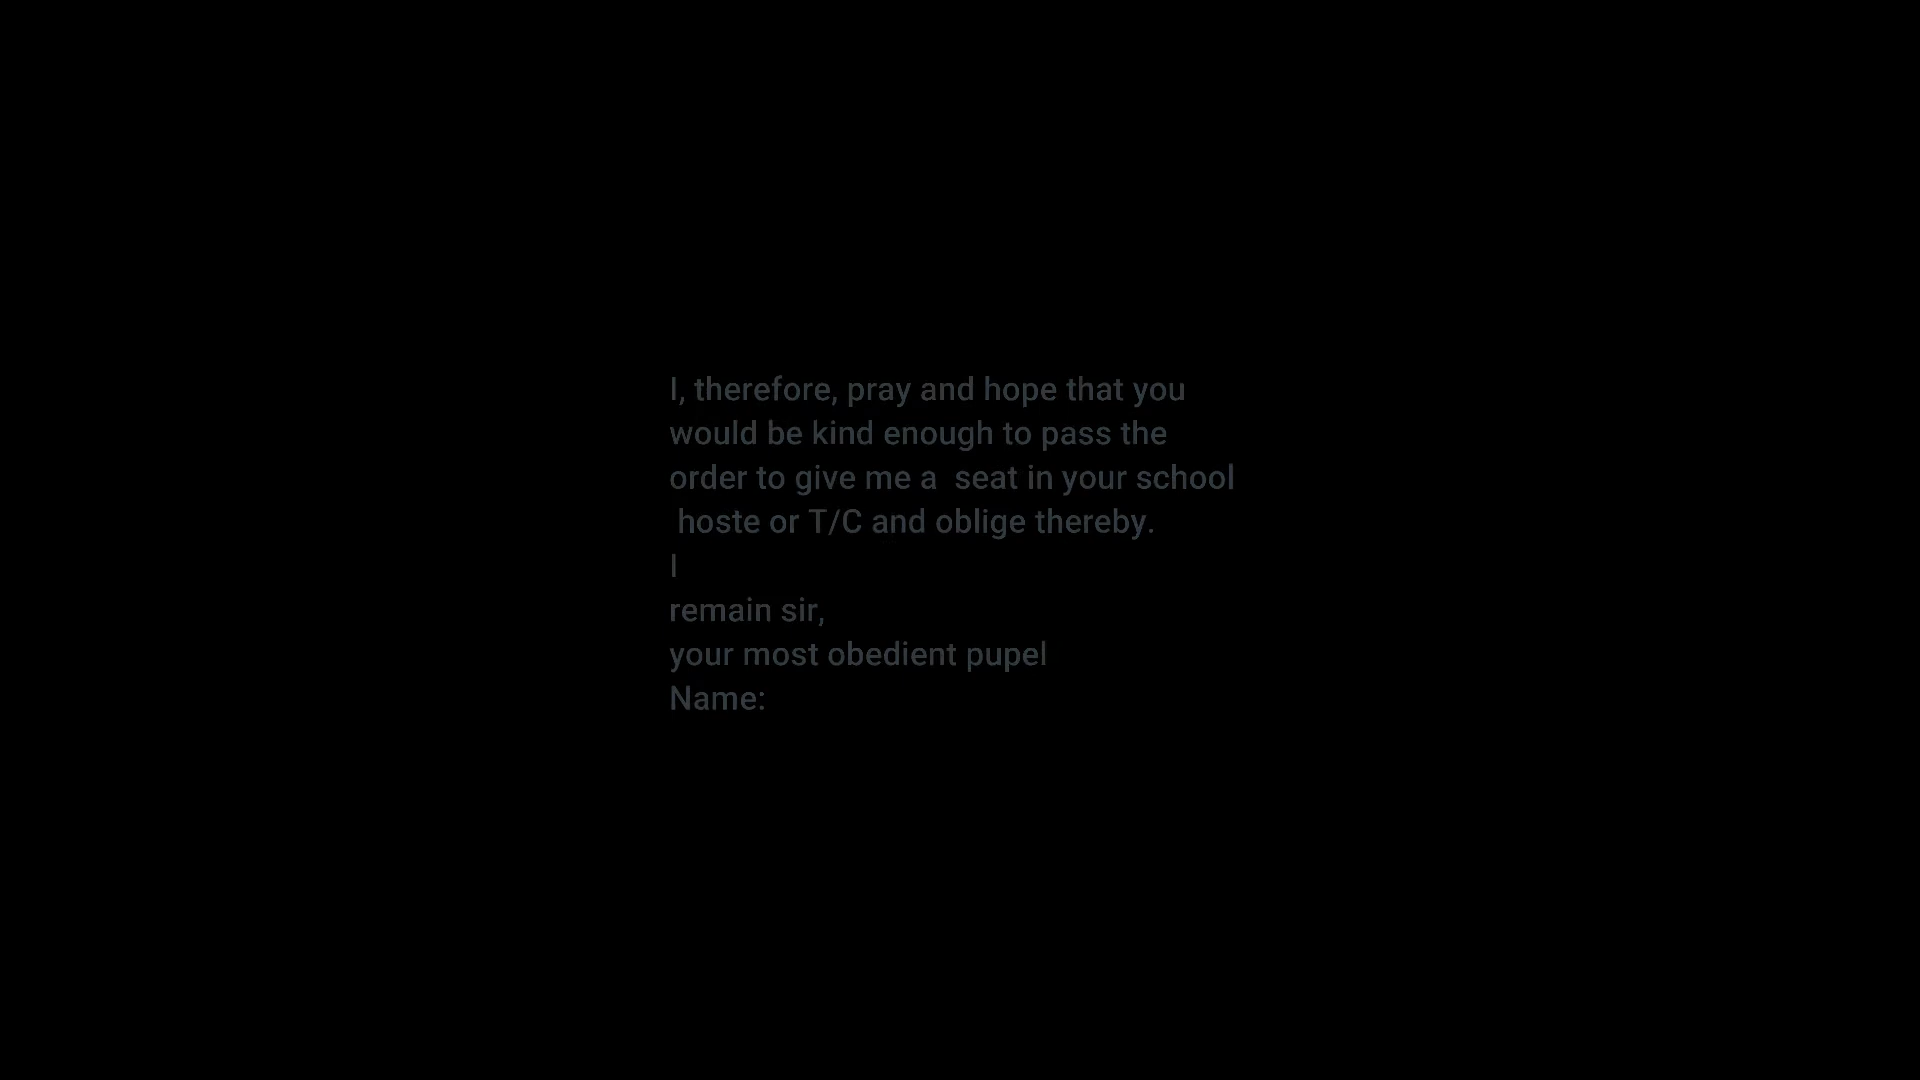 I, therefore, pray and hope that you
would be kind enough to pass the
order to give me a  seat in your school
 hoste or T/C and oblige thereby.
I
remain sir,
your most obedient pupel
Name: